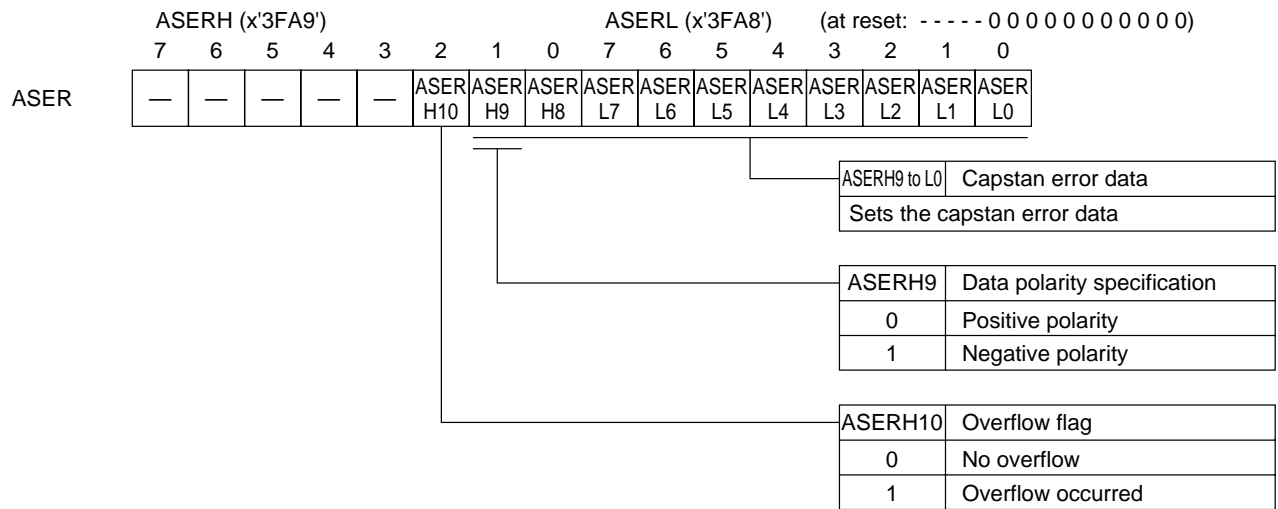 ASERH (x'3FA9') ASERL (x'3FA8') (at reset: - - - - - 0 0 0 0 0 0 0 0 0 0 0)
7 6 5 4 3 2 1 0 7 6 5 4 3 2 1 0
ASER — — — — — ASER H10 ASER H9 ASER H8 ASER L7 ASER L6 ASER L5 ASER L4 ASER L3 ASER L2 ASER L1 ASER L0
ASERH9 to L0 Capstan error data
Sets the capstan error data
ASERH9 Data polarity specification
0 Positive polarity
1 Negative polarity
ASERH10 Overflow flag
0 No overflow
1 Overflow occurred